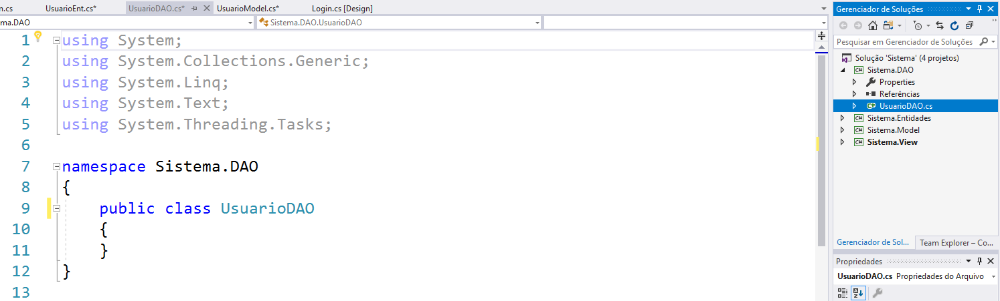 n.cs UsuarioEnt.cs* UsuarioDAO.cs* UsuarioModel.cs* Login.cs [Design]
ma.DAO Sistema.DAO.UsuarioDAO
1 using System;
2 using System.Collections.Generic;
3 using System.Linq;
4 using System.Text;
5 using System.Threading.Tasks;
6
7 namespace Sistema.DAO
8 {
9 public class UsuarioDAO
10 {
11 }
12 }
13
Gerenciador de Soluções
Pesquisar em Gerenciador de Soluções
Solução 'Sistema' (4 projetos)
C# Sistema.DAO
Properties
Referências
C# UsuarioDAO.cs
C# Sistema.Entidades
C# Sistema.Model
C# Sistema.View
Gerenciador de Sol... Team Explorer – Co...
Propriedades
UsuarioDAO.cs Propriedades do Arquivo